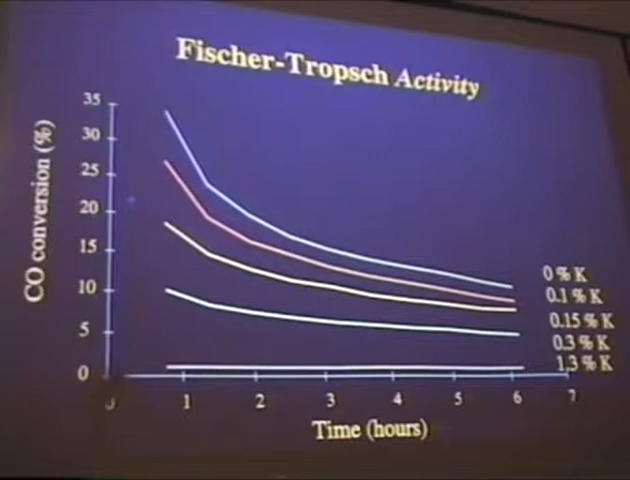 Fischer-Tropsch Activity
CO conversion (%)
35
30
25
20
15
10
5
0
0 1 2 3 4 5 6 7
Time (hours)
0 % K
0.1 % K
0.15 % K
0.3 % K
1.3 % K